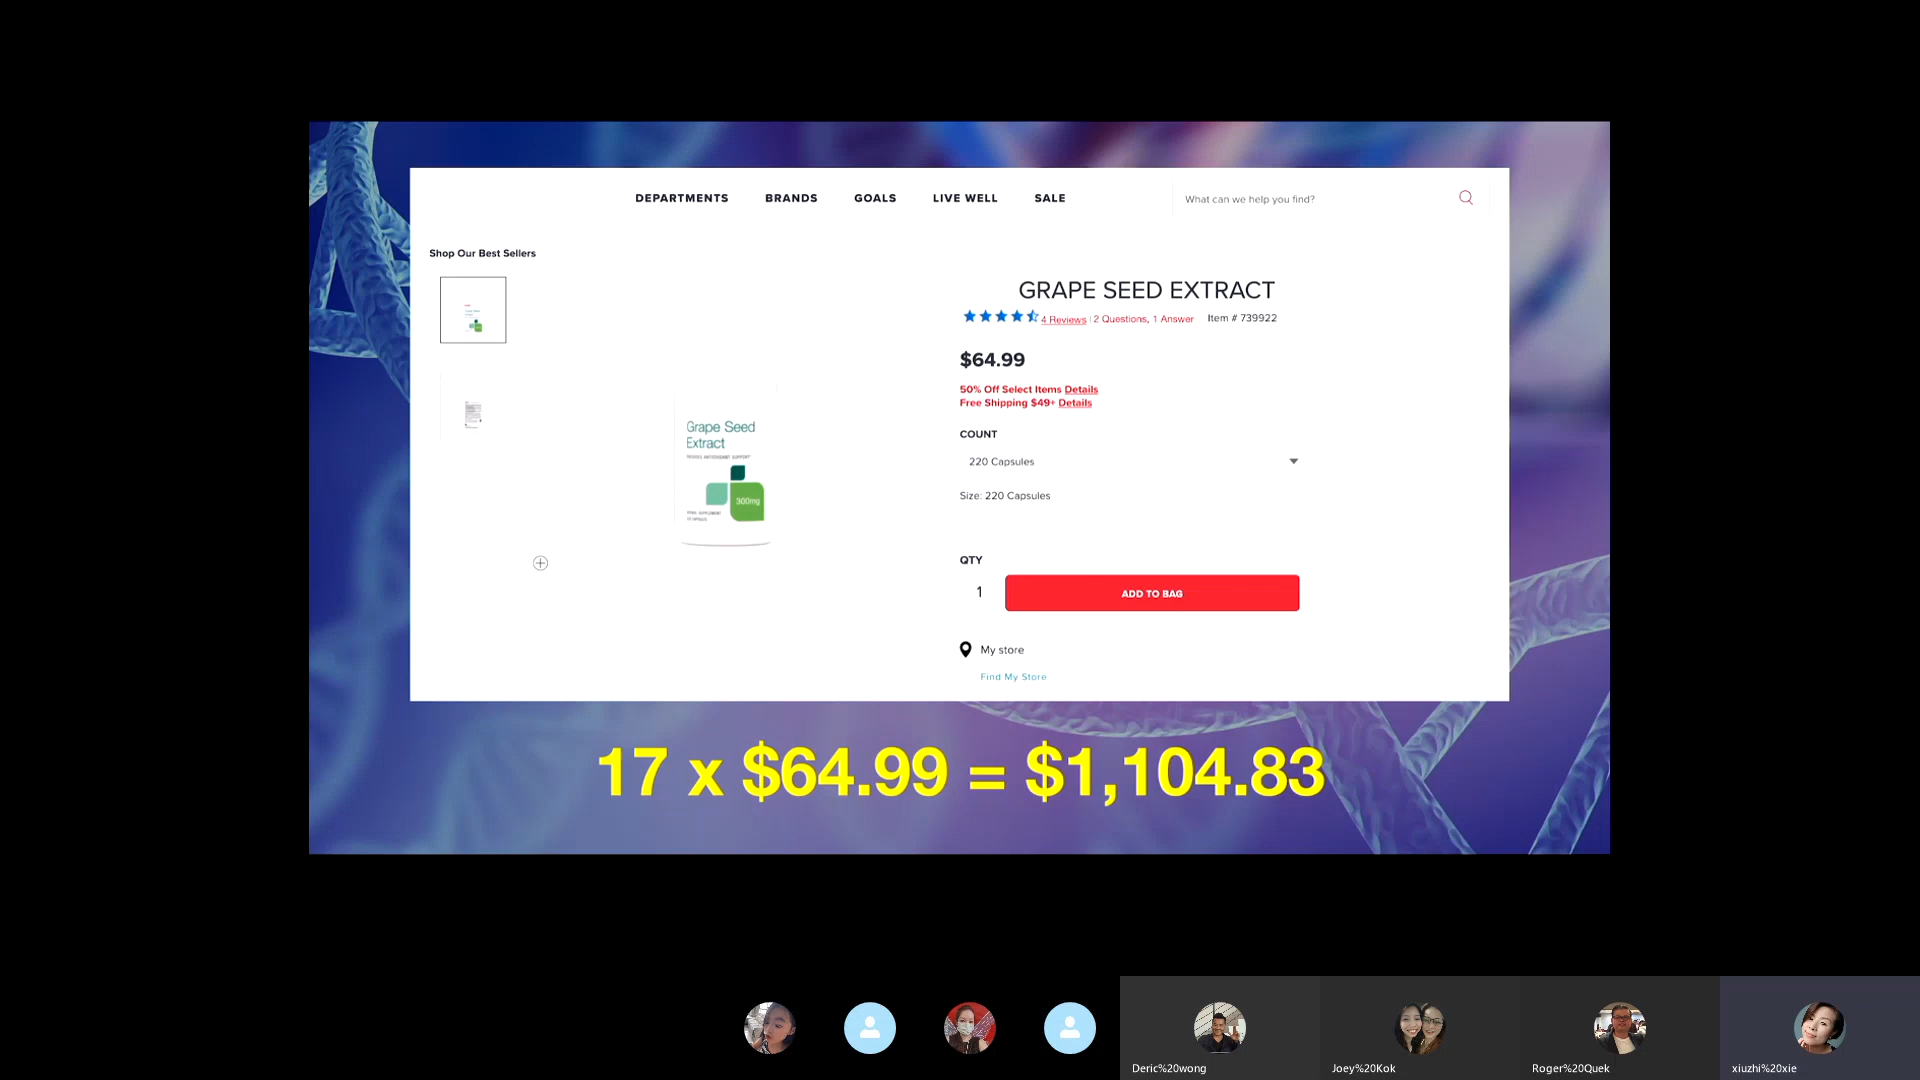 DEPARTMENTS BRANDS GOALS LIVE WELL SALE What can we help you find?
Shop Our Best Sellers
GRAPE SEED EXTRACT
4 Reviews | 2 Questions, 1 Answer Item # 739922
$64.99
50% Off Select Items Details
Free Shipping $49+ Details
COUNT
220 Capsules
Size: 220 Capsules
Grape Seed
Extract
ANTIOXIDANT SUPPORT
300mg
QTY
1 ADD TO BAG
My store
Find My Store
17 x $64.99 = $1,104.83
Deric%20wong Joey%20Kok Roger%20Quek xiuzhi%20xie